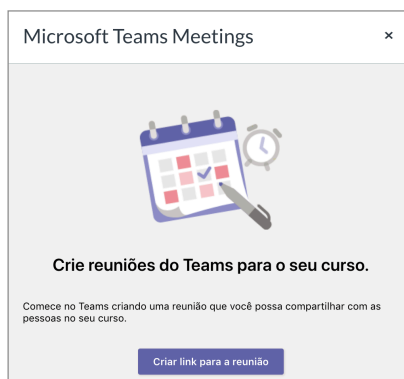 Microsoft Teams Meetings ×
Crie reuniões do Teams para o seu curso.
Comece no Teams criando uma reunião que você possa compartilhar com as
pessoas no seu curso.
Criar link para a reunião